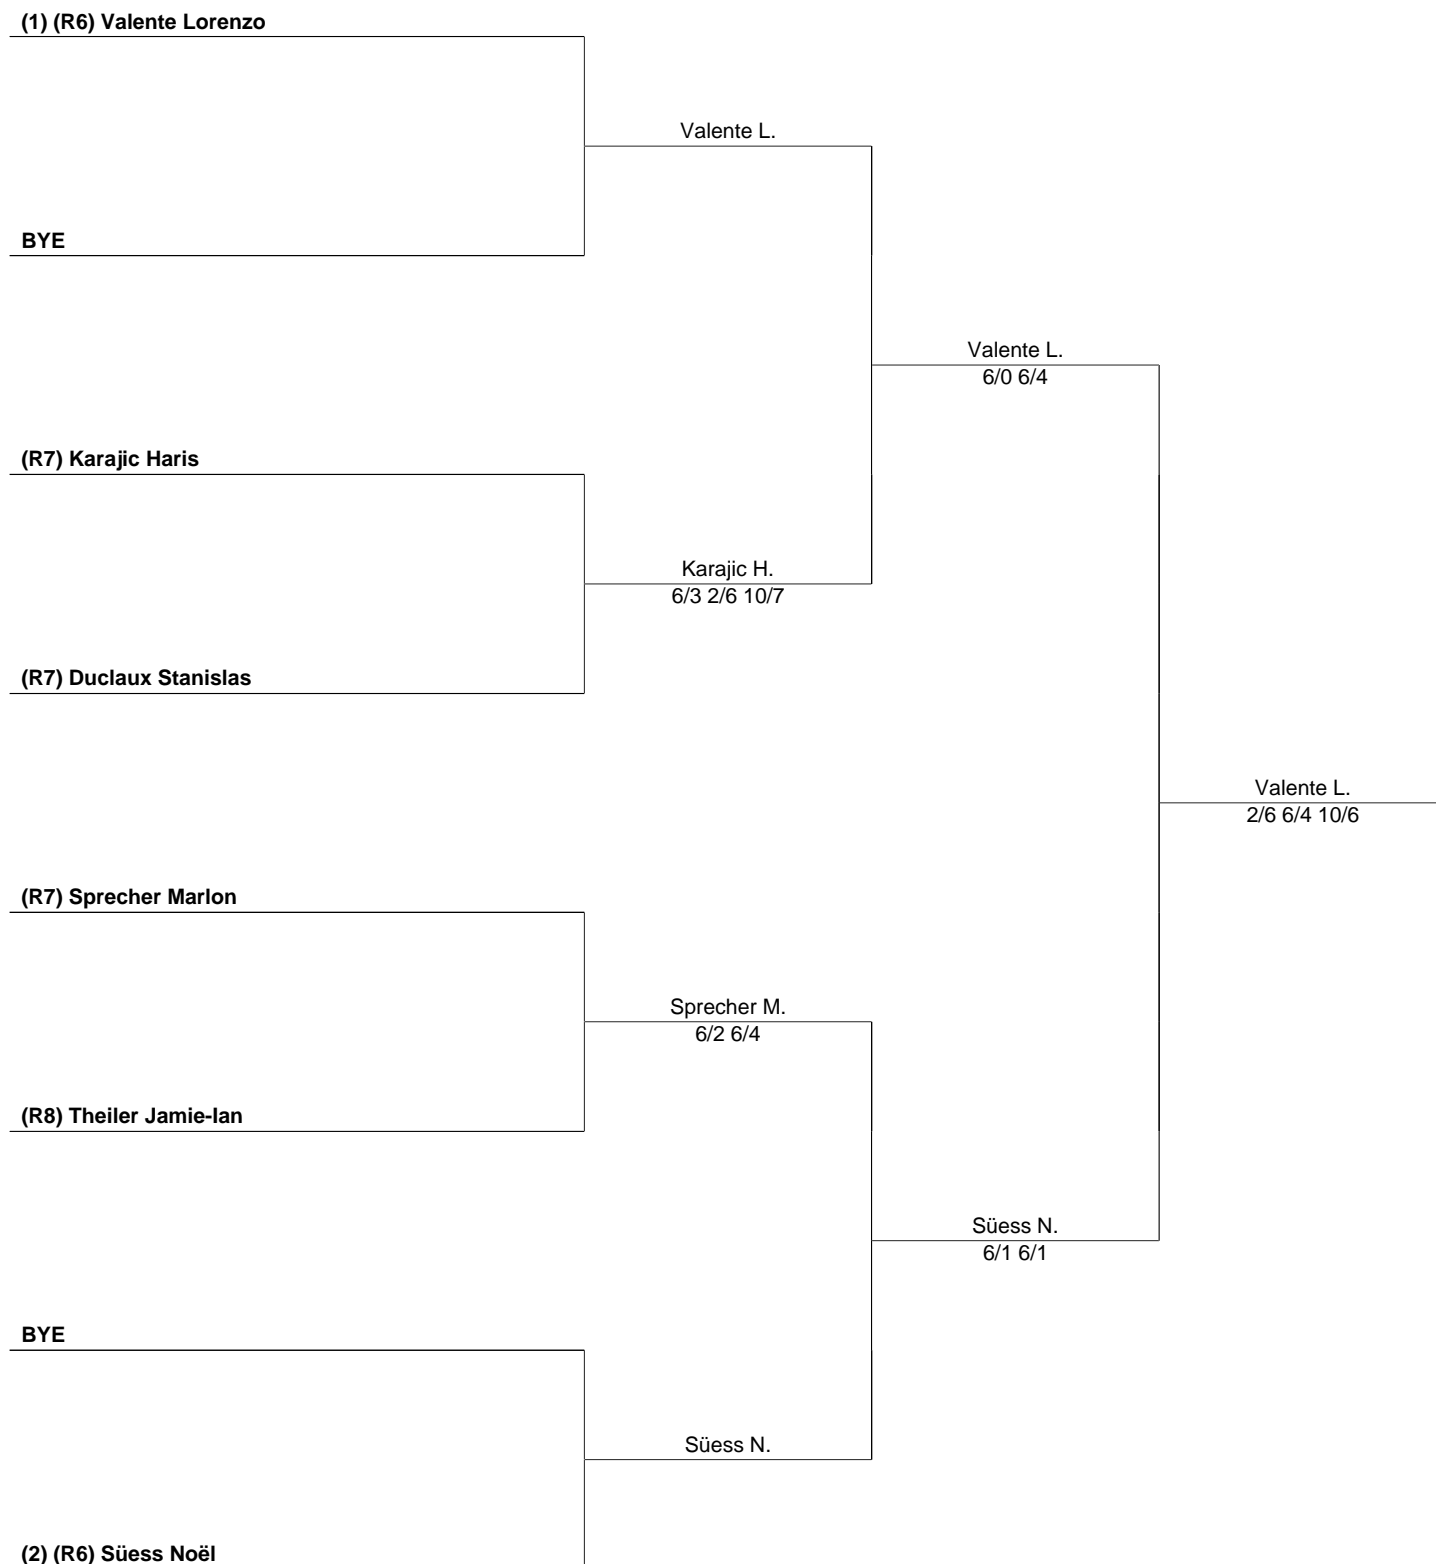 (1) (R6) Valente Lorenzo
Valente L.
BYE
Valente L.
6/0 6/4
(R7) Karajic Haris
Karajic H.
6/3 2/6 10/7
(R7) Duclaux Stanislas
Valente L.
2/6 6/4 10/6
(R7) Sprecher Marlon
Sprecher M.
6/2 6/4
(R8) Theiler Jamie-Ian
Süess N.
6/1 6/1
BYE
Süess N.
(2) (R6) Süess Noël